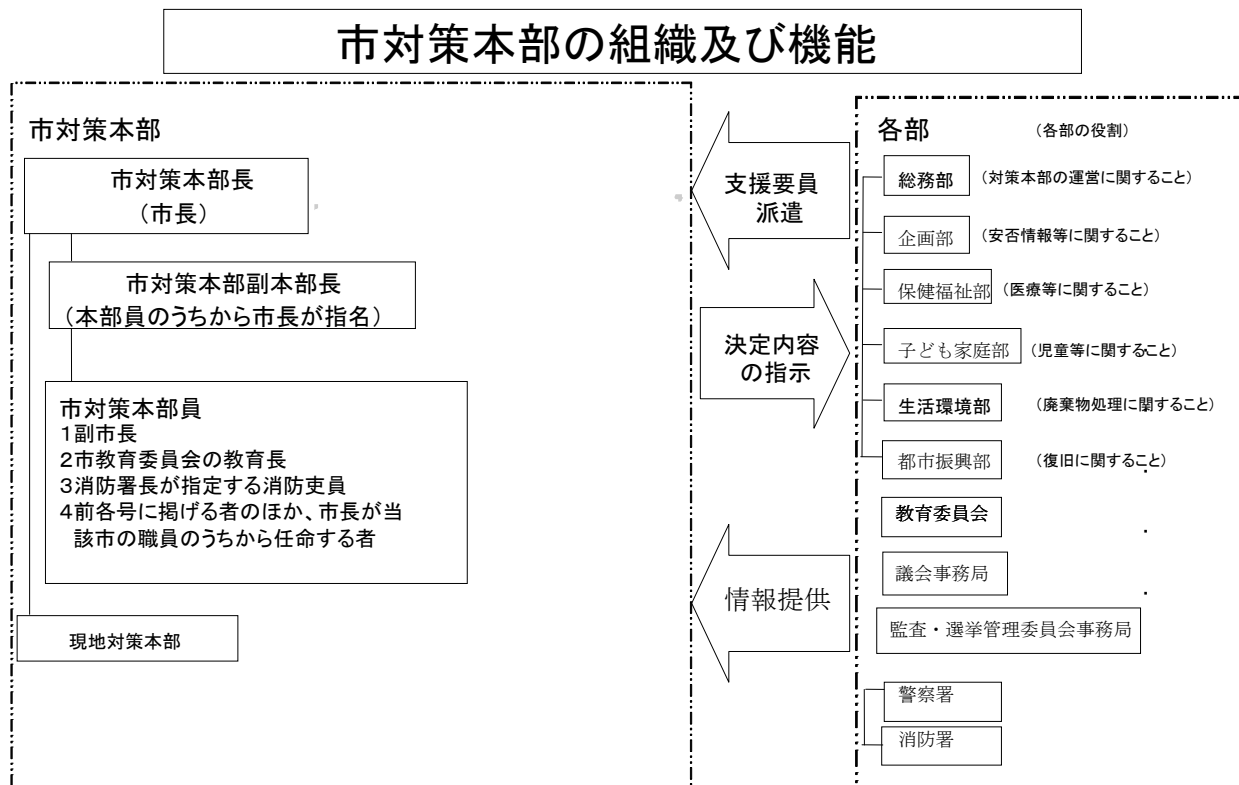 市対策本部の組織及び機能
市対策本部
市対策本部長
(市長)
市対策本部副本部長
(本部員のうちから市長が指名)
市対策本部員
1副市長
2市教育委員会の教育長
3消防署長が指定する消防吏員
4前各号に掲げる者のほか、市長が当
該市の職員のうちから任命する者
現地対策本部
支援要員
派遣
決定内容
の指示
情報提供
各部 (各部の役割)
総務部 (対策本部の運営に関すること)
企画部 (安否情報等に関すること)
保健福祉部 (医療等に関すること)
子ども家庭部 (児童等に関すること)
生活環境部 (廃棄物処理に関すること)
都市振興部 (復旧に関すること)
教育委員会
議会事務局
監査・選挙管理委員会事務局
警察署
消防署